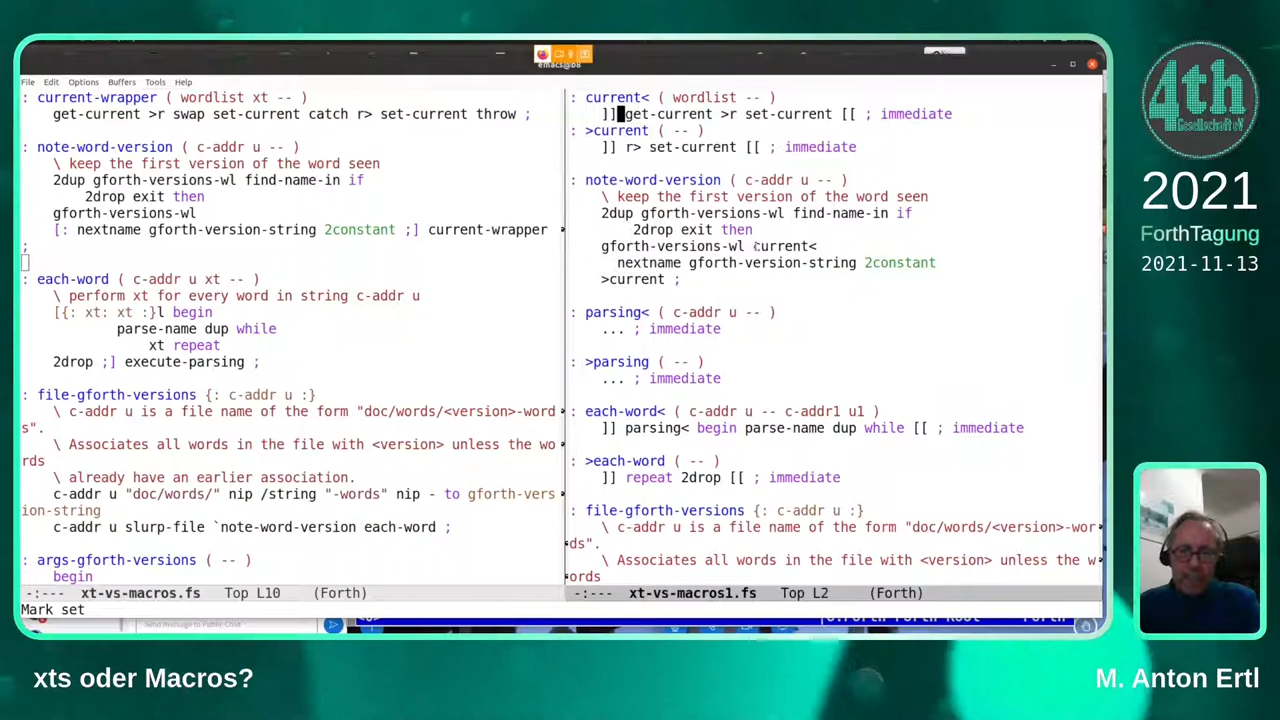 emacs@b8
File Edit Options Buffers Tools Help
: current-wrapper ( wordlist xt -- )
get-current >r swap set-current catch r> set-current throw ;
: note-word-version ( c-addr u -- )
\ keep the first version of the word seen
2dup gforth-versions-wl find-name-in if
2drop exit then
gforth-versions-wl
[: nextname gforth-version-string 2constant ;] current-wrapper
;
: each-word ( c-addr u xt -- )
\ perform xt for every word in string c-addr u
[{: xt: xt :}l begin
parse-name dup while
xt repeat
2drop ;] execute-parsing ;
: file-gforth-versions {: c-addr u :}
\ c-addr u is a file name of the form "doc/words/<version>-word
s".
\ Associates all words in the file with <version> unless the wo
rds
\ already have an earlier association.
c-addr u "doc/words/" nip /string "-words" nip - to gforth-vers
ion-string
c-addr u slurp-file `note-word-version each-word ;
: args-gforth-versions ( -- )
begin
-:--- xt-vs-macros.fs Top L10 (Forth)
Mark set
: current< ( wordlist -- )
]] get-current >r set-current [[ ; immediate
: >current ( -- )
]] r> set-current [[ ; immediate
: note-word-version ( c-addr u -- )
\ keep the first version of the word seen
2dup gforth-versions-wl find-name-in if
2drop exit then
gforth-versions-wl current<
nextname gforth-version-string 2constant
>current ;
: parsing< ( c-addr u -- )
... ; immediate
: >parsing ( -- )
... ; immediate
: each-word< ( c-addr u -- c-addr1 u1 )
]] parsing< begin parse-name dup while [[ ; immediate
: >each-word ( -- )
]] repeat 2drop [[ ; immediate
: file-gforth-versions {: c-addr u :}
\ c-addr u is a file name of the form "doc/words/<version>-wor
ds".
\ Associates all words in the file with <version> unless the w
ords
-:--- xt-vs-macros1.fs Top L2 (Forth)
Send message to Public Chat
4th
Gesellschaft eV
2021
ForthTagung
2021-11-13
xts oder Macros?
M. Anton Ertl